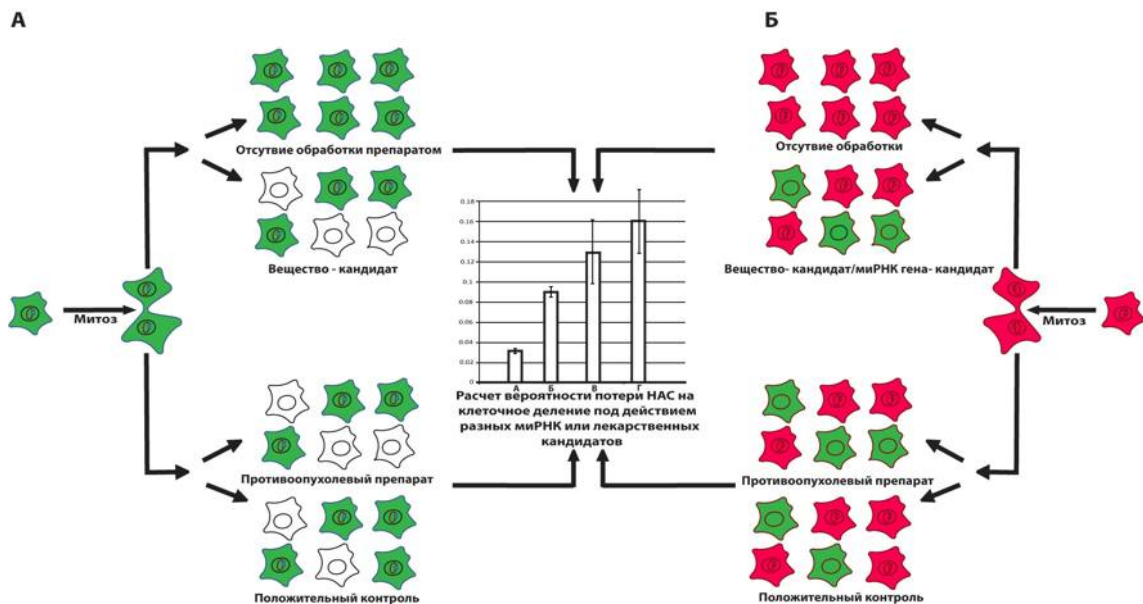 А
Б
Отсутвие обработки препаратом
Вещество - кандидат
Митоз
Противоопухолевый препарат
Положительный контроль
0.18
0.16
0.14
0.12
0.1
0.08
0.06
0.04
0.02
0
А Б В Г
Расчет вероятности потери НАС на
клеточное деление под действием
разных миРНК или лекарственных
кандидатов
Отсутвие обработки
Вещество- кандидат/миРНК гена- кандидат
Митоз
Противоопухолевый препарат
Положительный контроль